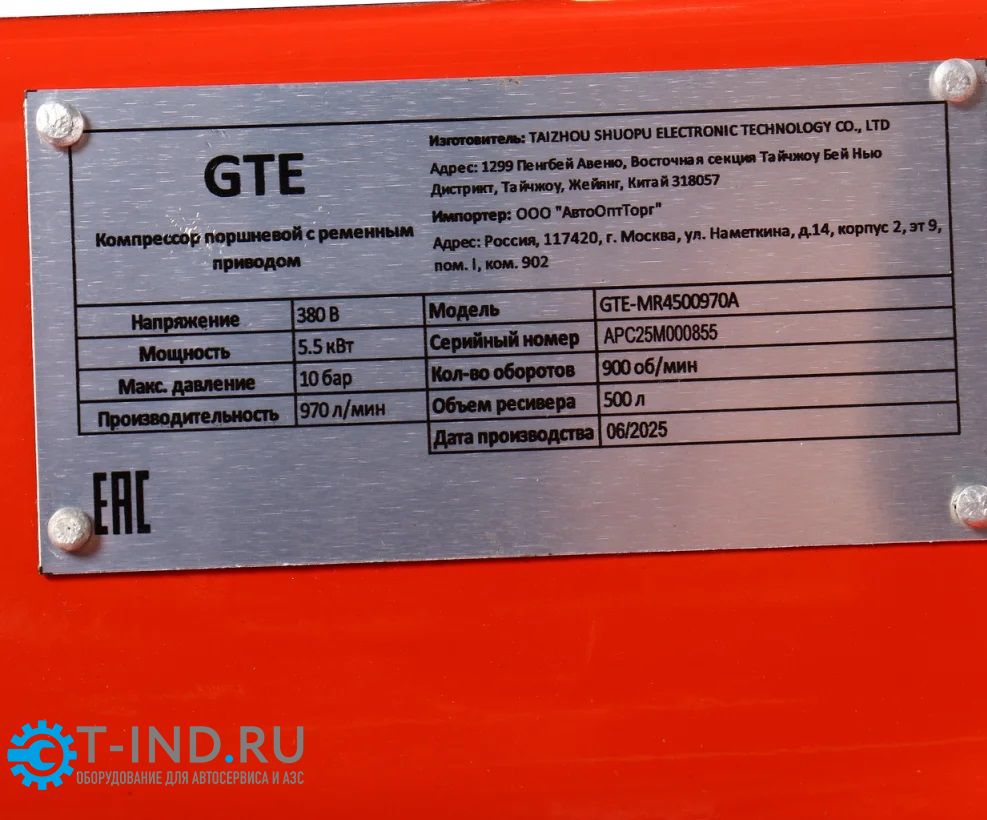 GTE
Компрессор поршневой с ременным
приводом
Изготовитель: TAIZHOU SHUOPU ELECTRONIC TECHNOLOGY CO., LTD
Адрес: 1299 Пенгбей Авеню, Восточная секция Тайчжоу Бей Нью
Дистрикт, Тайчжоу, Жейянг, Китай 318057
Импортер: ООО "АвтоОптТорг"
Адрес: Россия, 117420, г. Москва, ул. Наметкина, д.14, корпус 2, эт 9,
пом. I, ком. 902
Напряжение 380 В Модель GTE-MR4500970A
Мощность 5.5 кВт Серийный номер APC25M000855
Макс. давление 10 бар Кол-во оборотов 900 об/мин
Производительность 970 л/мин Объем ресивера 500 л
Дата производства 06/2025
EAC
T-IND.RU
ОБОРУДОВАНИЕ ДЛЯ АВТОСЕРВИСА И АЗС